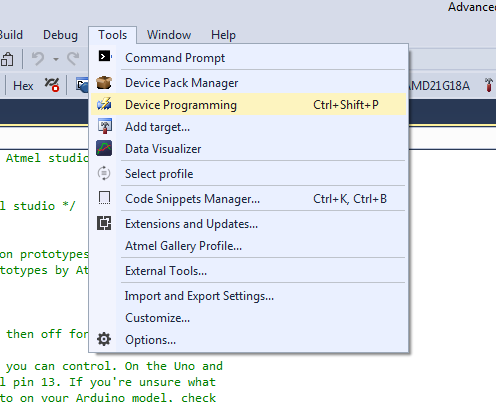 Advanced
Build Debug Tools Window Help
Command Prompt
Hex AMD21G18A
Device Pack Manager
Device Programming Ctrl+Shift+P
Add target...
Data Visualizer
Atmel studio
Select profile
l studio */
Code Snippets Manager... Ctrl+K, Ctrl+B
Extensions and Updates...
on prototypes
Atmel Gallery Profile...
totypes by At
External Tools...
Import and Export Settings...
Customize...
then off for
Options...
you can control. On the Uno and
l pin 13. If you're unsure what
to on your Arduino model, check